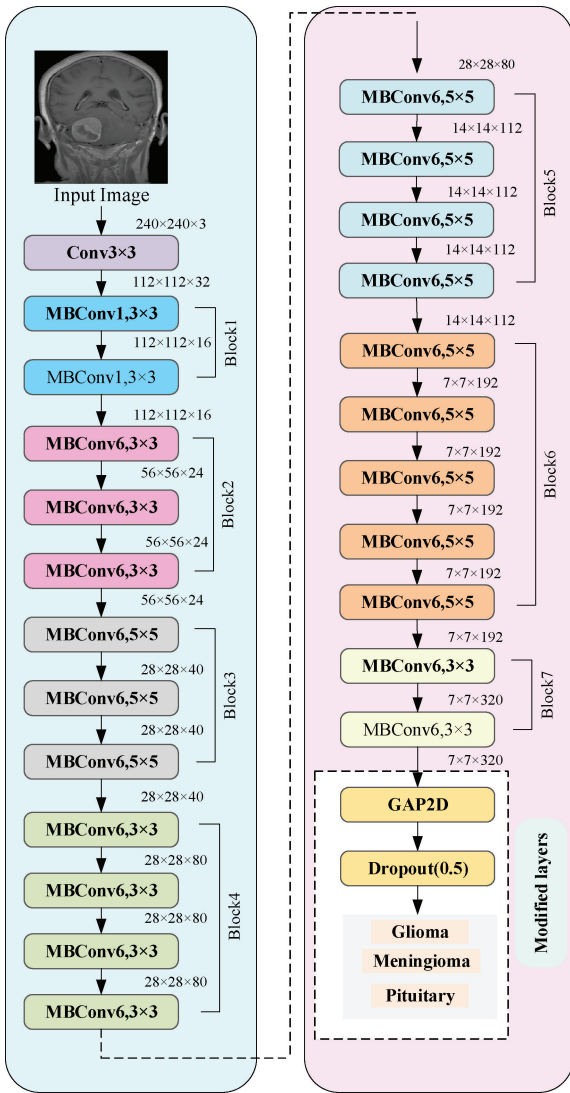 Input Image
240×240×3
Conv3×3
112×112×32
MBConv1,3×3
112×112×16
MBConv1,3×3
Block1
112×112×16
MBConv6,3×3
56×56×24
MBConv6,3×3
56×56×24
MBConv6,3×3
Block2
56×56×24
MBConv6,5×5
28×28×40
MBConv6,5×5
28×28×40
MBConv6,5×5
Block3
28×28×40
MBConv6,3×3
28×28×80
MBConv6,3×3
28×28×80
MBConv6,3×3
28×28×80
MBConv6,3×3
Block4
28×28×80
MBConv6,5×5
14×14×112
MBConv6,5×5
14×14×112
MBConv6,5×5
14×14×112
MBConv6,5×5
Block5
14×14×112
MBConv6,5×5
7×7×192
MBConv6,5×5
7×7×192
MBConv6,5×5
7×7×192
MBConv6,5×5
7×7×192
MBConv6,5×5
Block6
7×7×192
MBConv6,3×3
7×7×320
MBConv6,3×3
Block7
7×7×320
GAP2D
Dropout(0.5)
Glioma
Meningioma
Pituitary
Modified layers